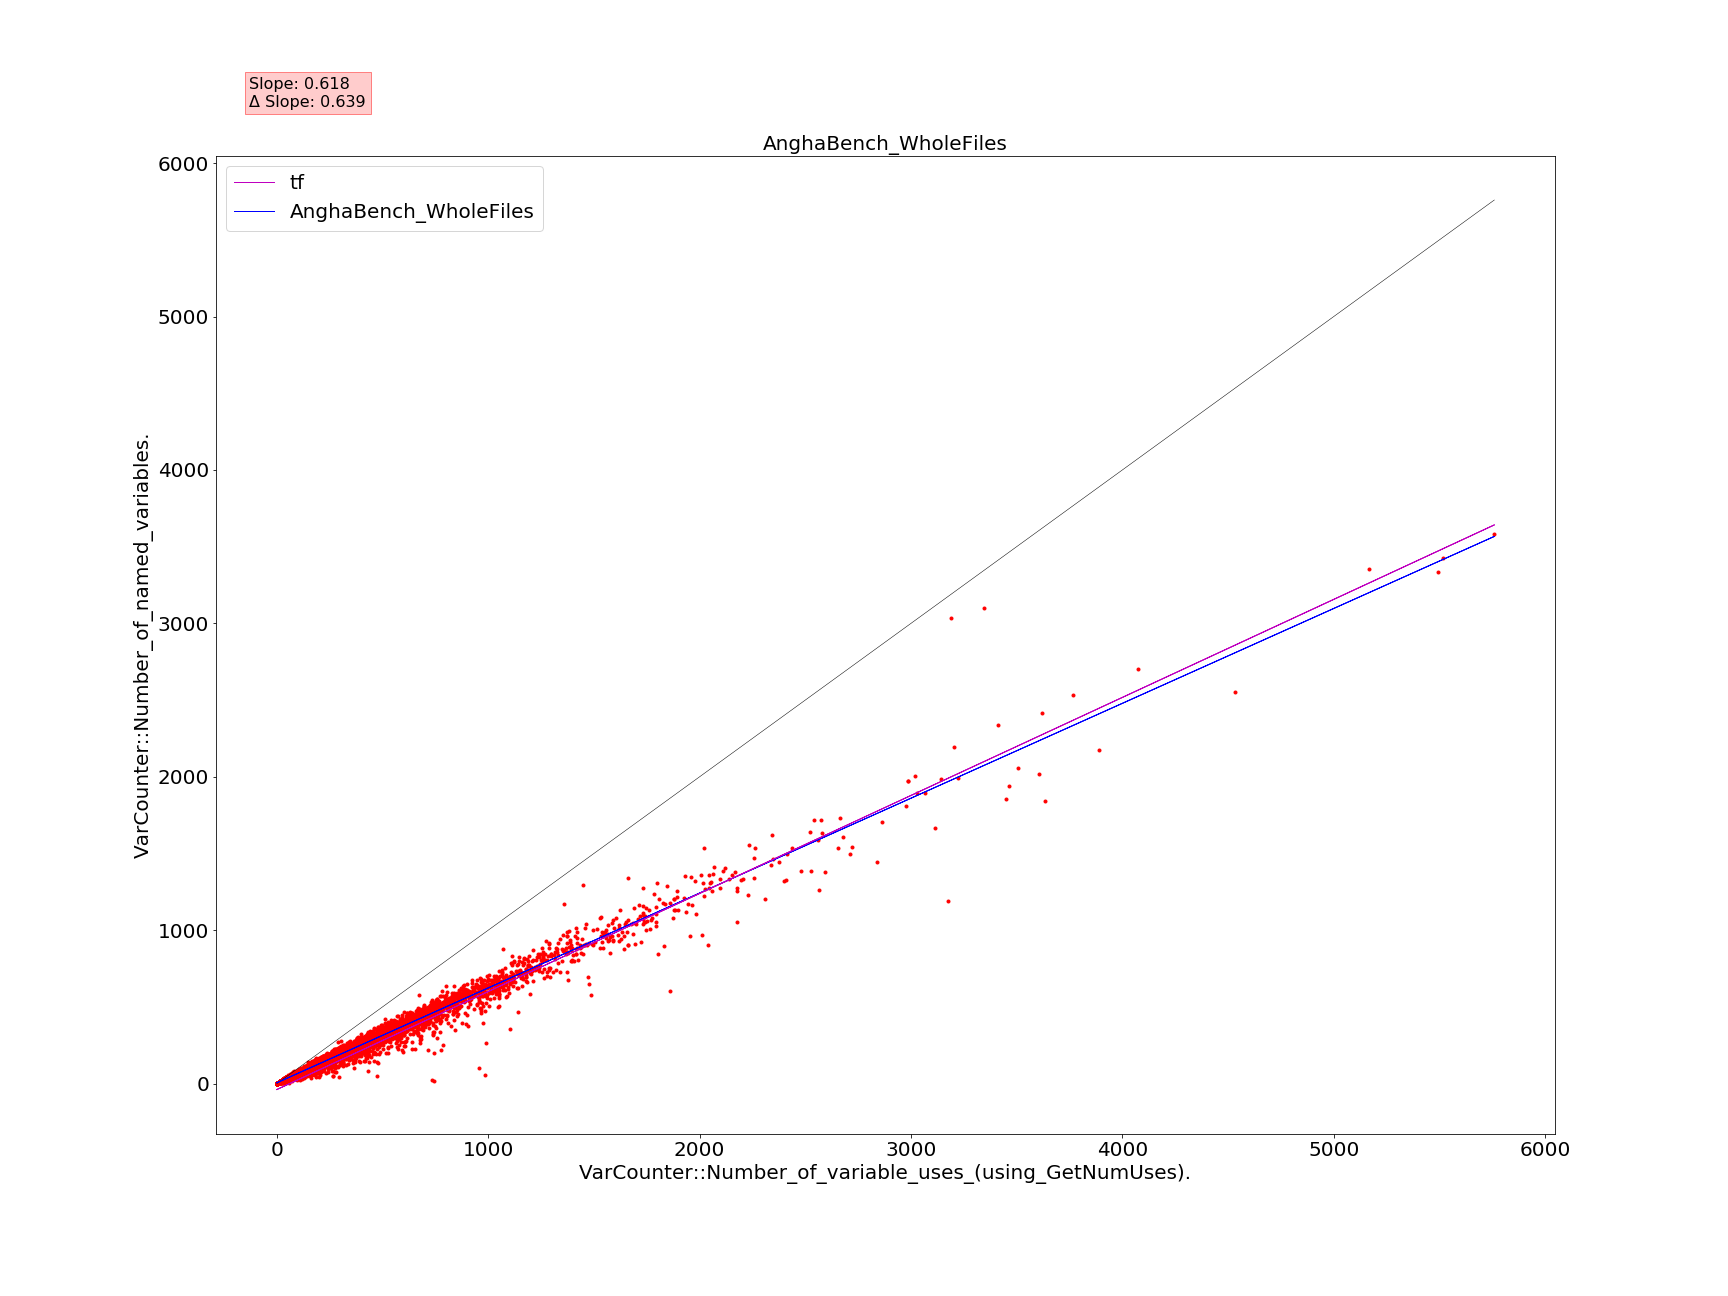 Slope: 0.618
Δ Slope: 0.639
AnghaBench_WholeFiles
tf
AnghaBench_WholeFiles
6000
5000
4000
3000
2000
1000
0
VarCounter::Number_of_named_variables.
0 1000 2000 3000 4000 5000 6000
VarCounter::Number_of_variable_uses_(using_GetNumUses).